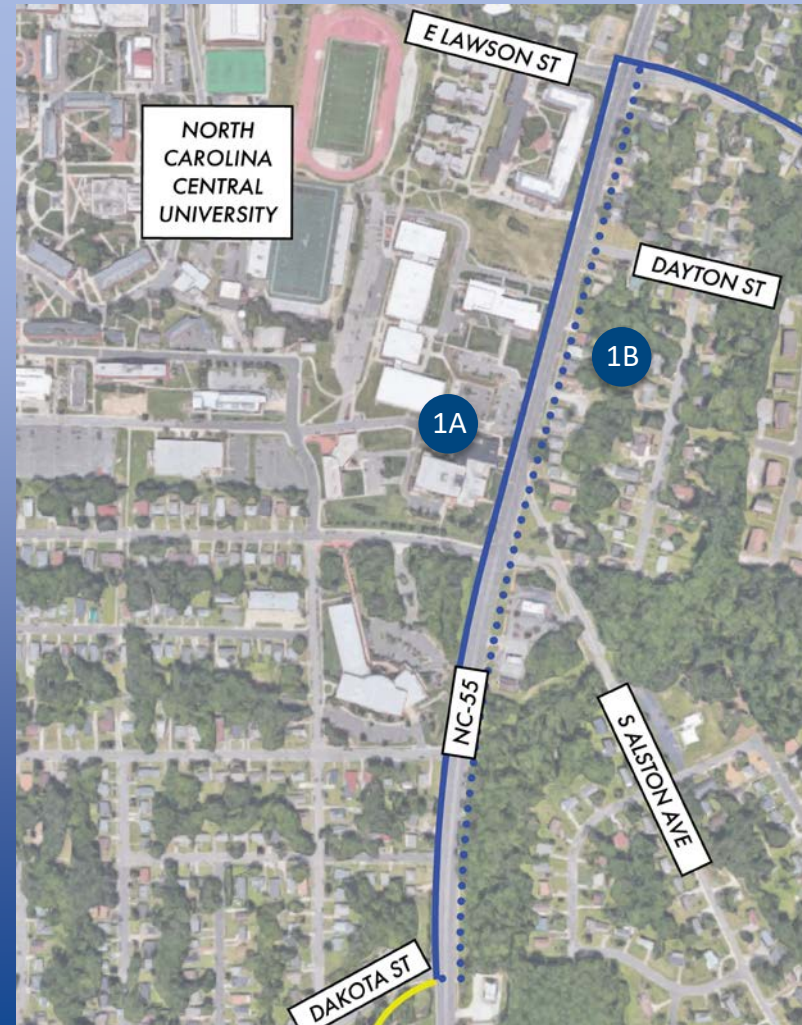 E LAWSON ST
NORTH
CAROLINA
CENTRAL
UNIVERSITY
DAYTON ST
1B
1A
NC-55
S ALSTON AVE
DAKOTA ST